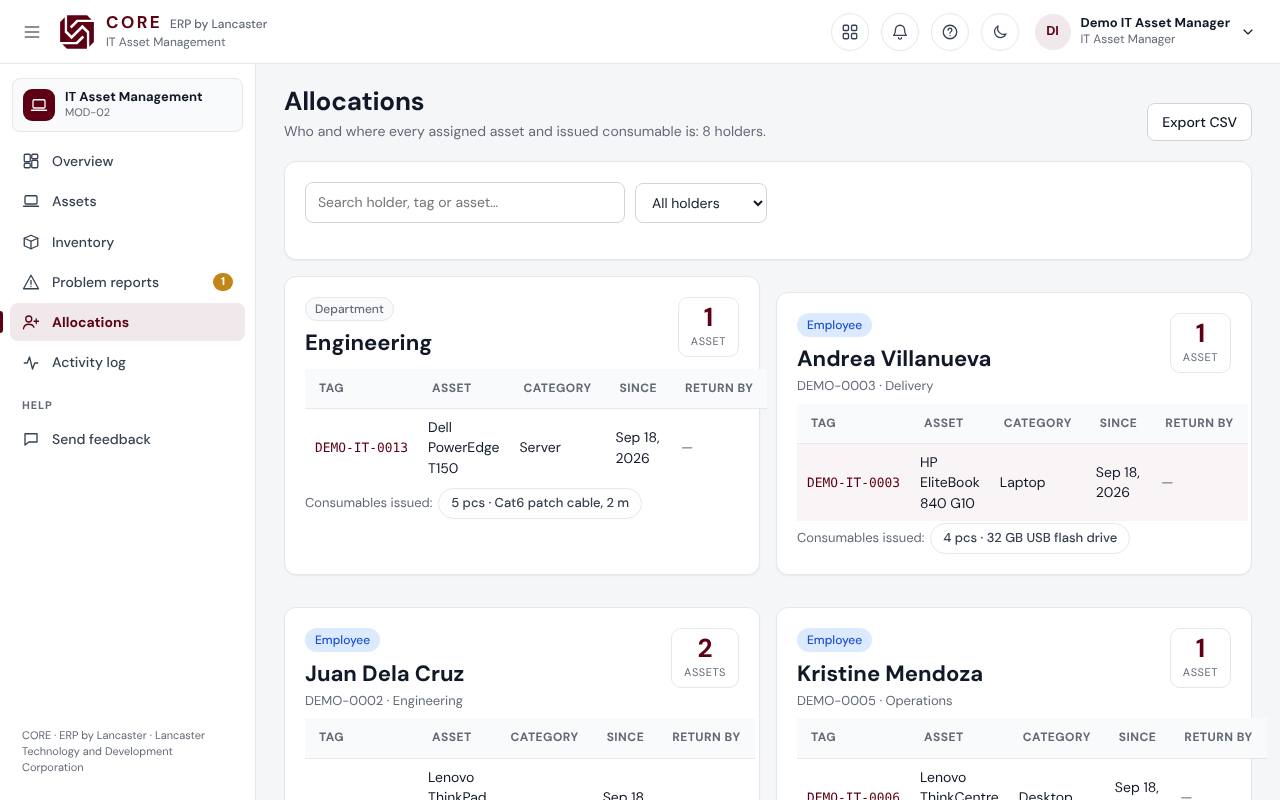 CORE ERP by Lancaster
IT Asset Management
DI
Demo IT Asset Manager
IT Asset Manager
IT Asset Management
MOD-02
Overview
Assets
Inventory
Problem reports 1
Allocations
Activity log
HELP
Send feedback
CORE · ERP by Lancaster · Lancaster
Technology and Development
Corporation
Allocations
Who and where every assigned asset and issued consumable is: 8 holders.
Export CSV
Search holder, tag or asset...
All holders
Department
Engineering
1
ASSET
TAG ASSET CATEGORY SINCE RETURN BY
DEMO-IT-0013 Dell PowerEdge T150 Server Sep 18, 2026 —
Consumables issued: 5 pcs · Cat6 patch cable, 2 m
Employee
Andrea Villanueva
DEMO-0003 · Delivery
1
ASSET
TAG ASSET CATEGORY SINCE RETURN BY
DEMO-IT-0003 HP EliteBook 840 G10 Laptop Sep 18, 2026 —
Consumables issued: 4 pcs · 32 GB USB flash drive
Employee
Juan Dela Cruz
DEMO-0002 · Engineering
2
ASSETS
TAG ASSET CATEGORY SINCE RETURN BY
Lenovo
ThinkPad Sep 18,
Employee
Kristine Mendoza
DEMO-0005 · Operations
1
ASSET
TAG ASSET CATEGORY SINCE RETURN BY
Lenovo
DEMO-IT-0006 ThinkCentre Desktop Sep 18, —